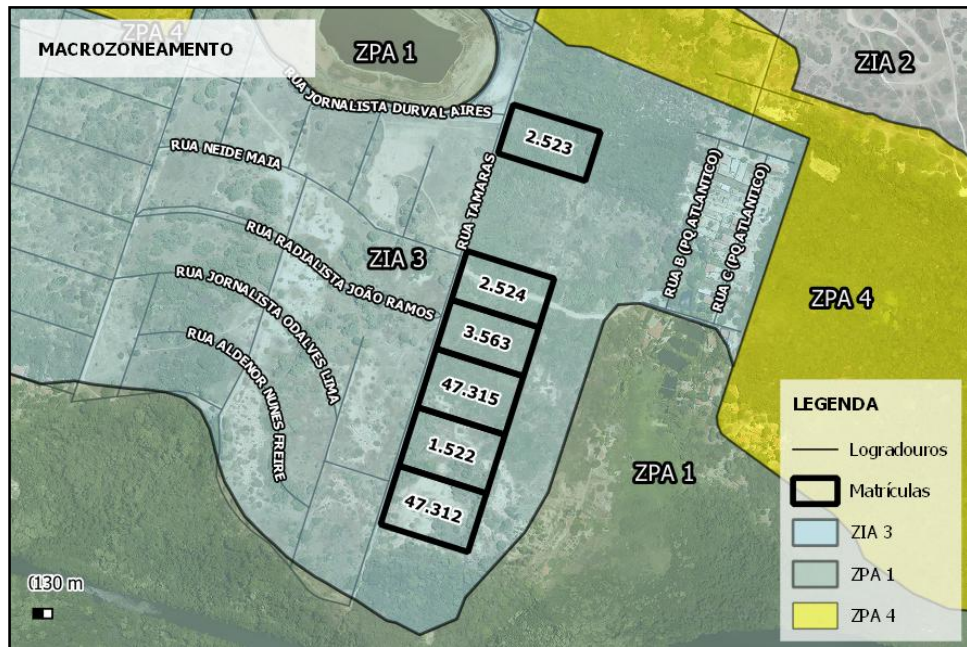 ZPA 4
MACROZONEAMENTO
ZPA 1
ZIA 2
RUA JORNALISTA DURVAL AIRES
2.523
RUA NEIDE MAIA
RUA TAMARAS
RUA B (PQ ATLANTICO)
RUA C (PQ ATLANTICO)
RUA RADIALISTA JOÃO RAMOS
ZIA 3
2.524
RUA JORNALISTA ODALVES LIMA
ZPA 4
3.563
RUA ALDENOR NUNES FREIRE
47.315
1.522
47.312
ZPA 1
LEGENDA
Logradouros
Matrículas
ZIA 3
ZPA 1
ZPA 4
(130 m